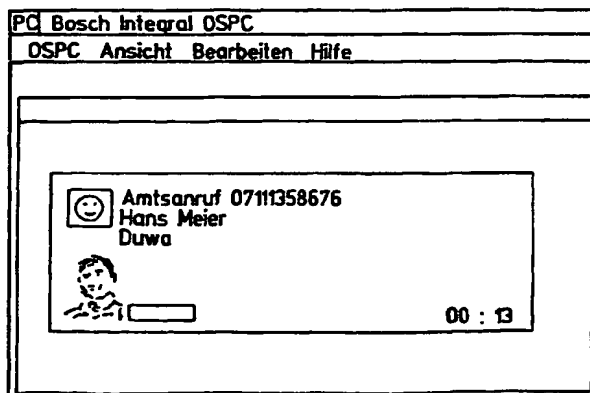 PC Bosch Integral OSPC
OSPC Ansicht Bearbeiten Hilfe
Amtsanruf 07111358676
Hans Meier
Duwa
00 : 13